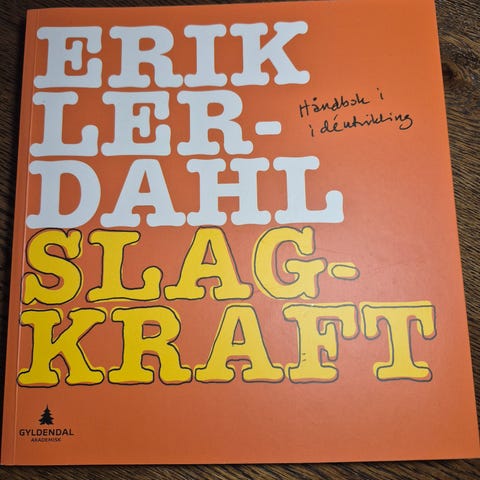 ERIK
LER-
DAHL
Håndbok i
idéutvikling
SLAG-
KRAFT
GYLDENDAL
AKADEMISK